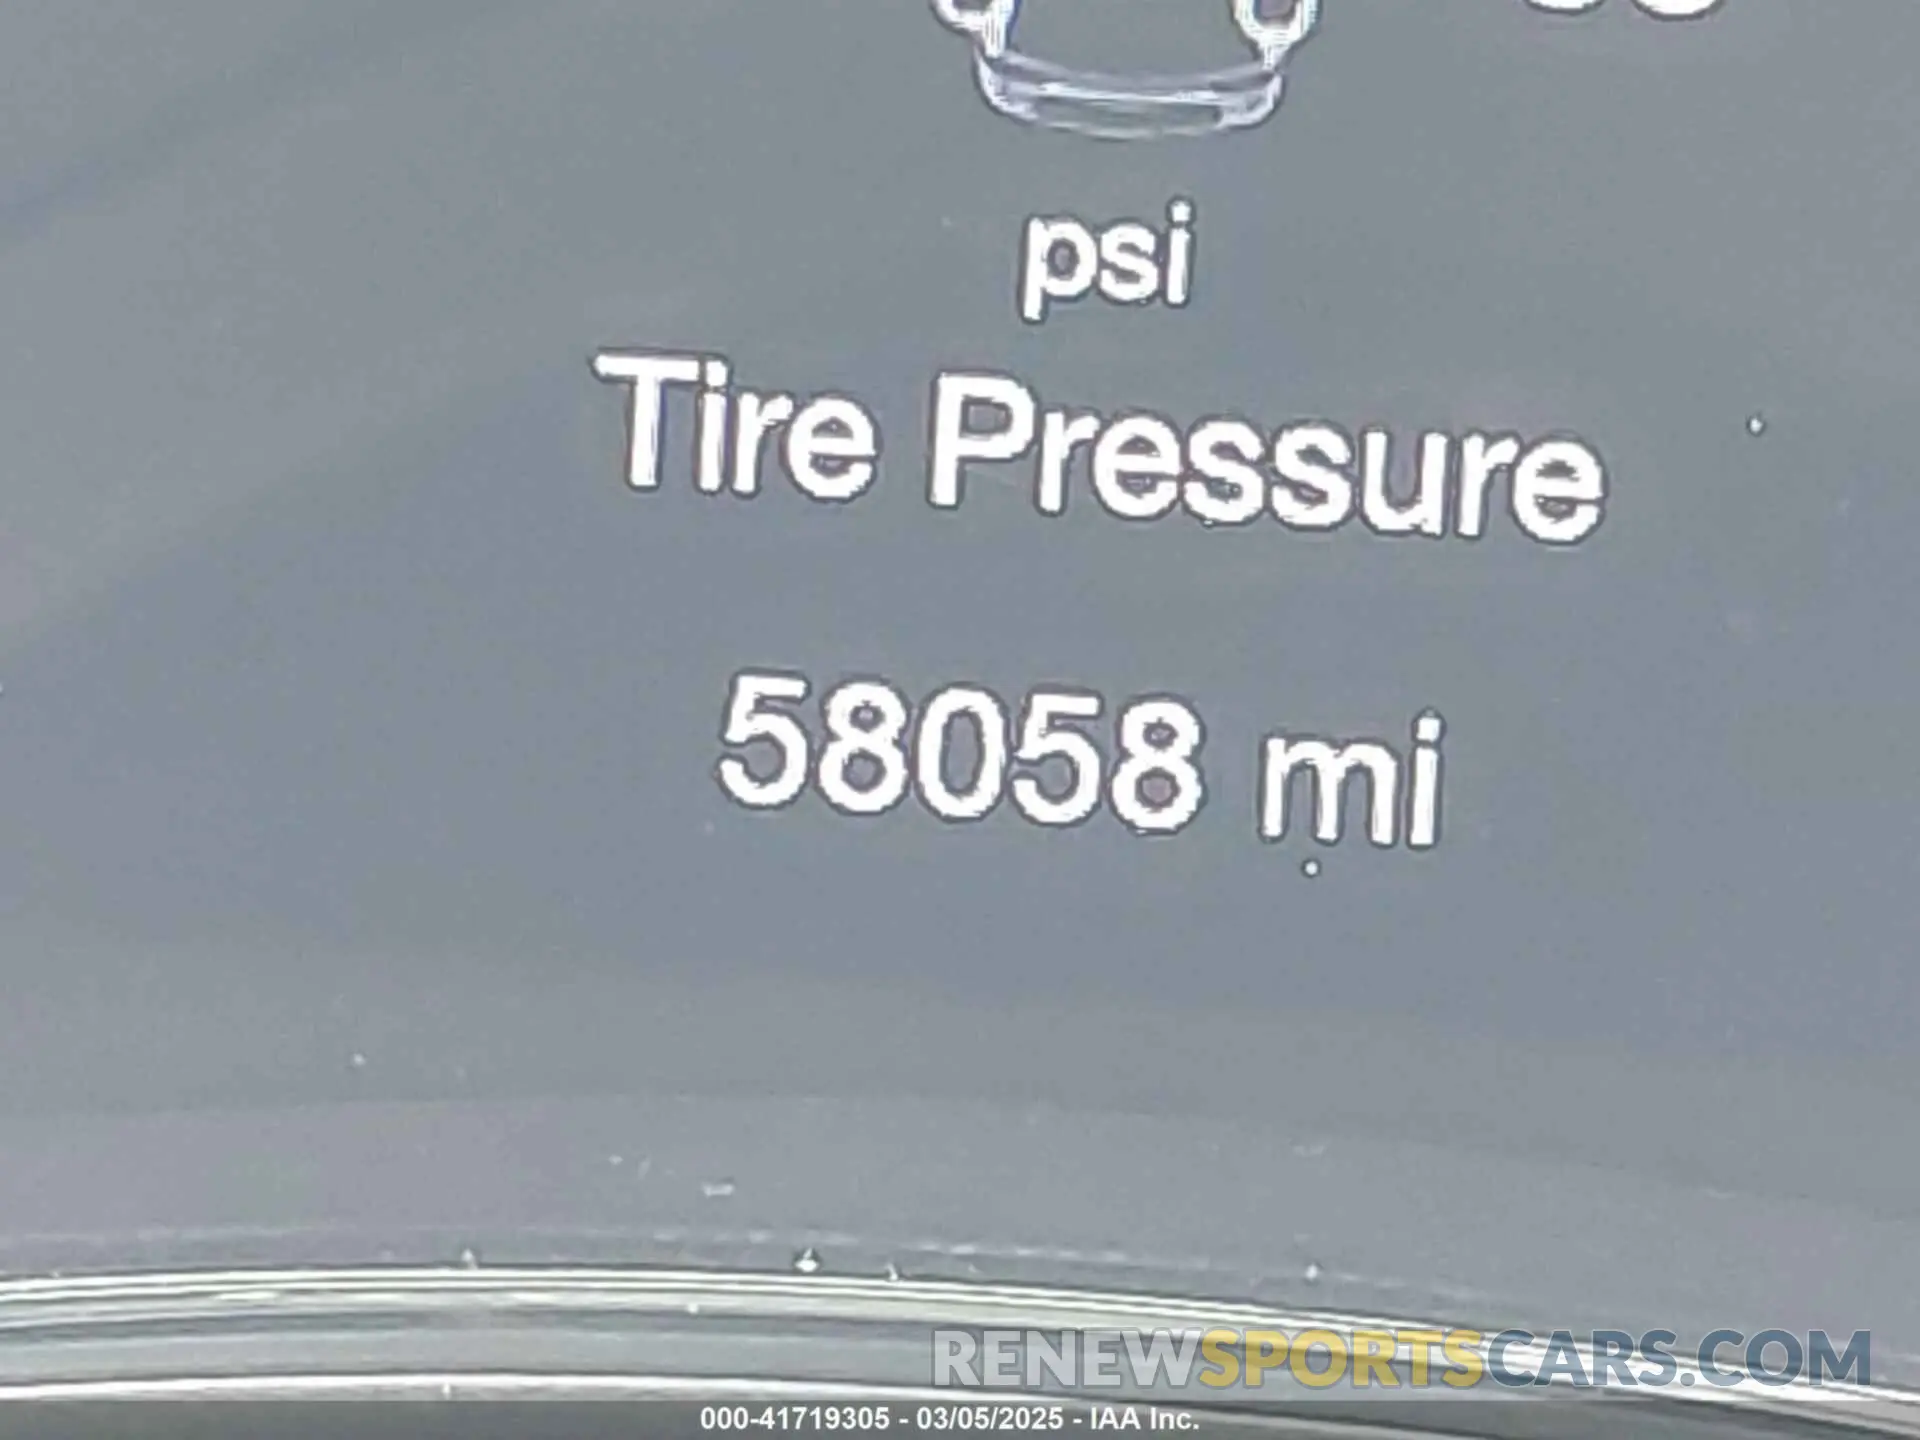 psi
Tire Pressure
58058 mi
RENEWSPORTSCARS.COM
000-41719305 - 03/05/2025 - IAA Inc.